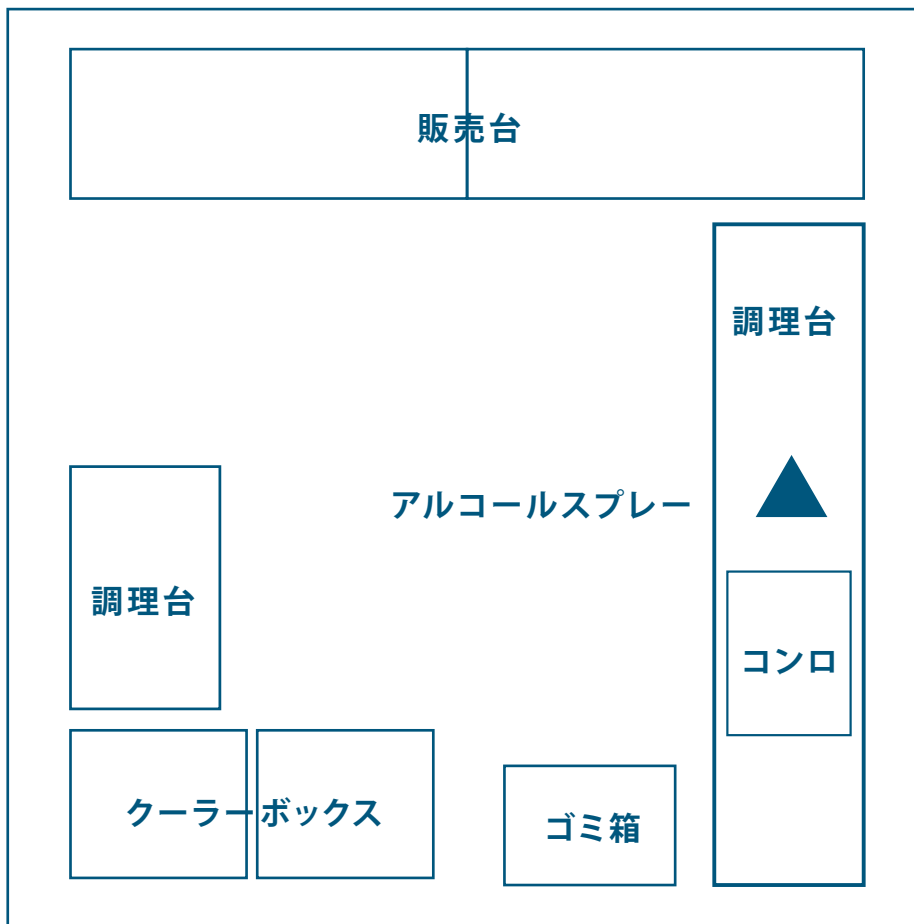 販売台
調理台
アルコールスプレー
調理台
コンロ
クーラーボックス
ゴミ箱